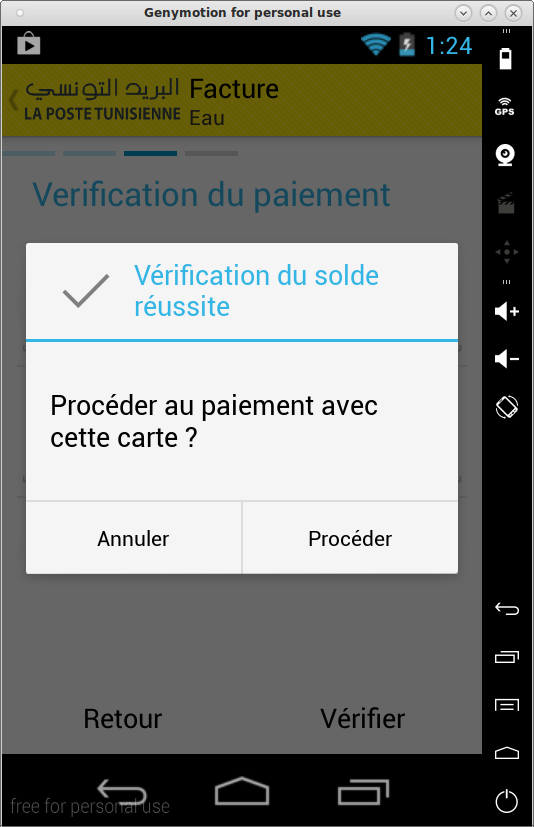 Genymotion for personal use
1:24
البريد التونسي
LA POSTE TUNISIENNE
Facture
Eau
GPS
Verification du paiement
Vérification du solde
réussite
Procéder au paiement avec
cette carte ?
Annuler
Procéder
Retour
Vérifier
free for personal use